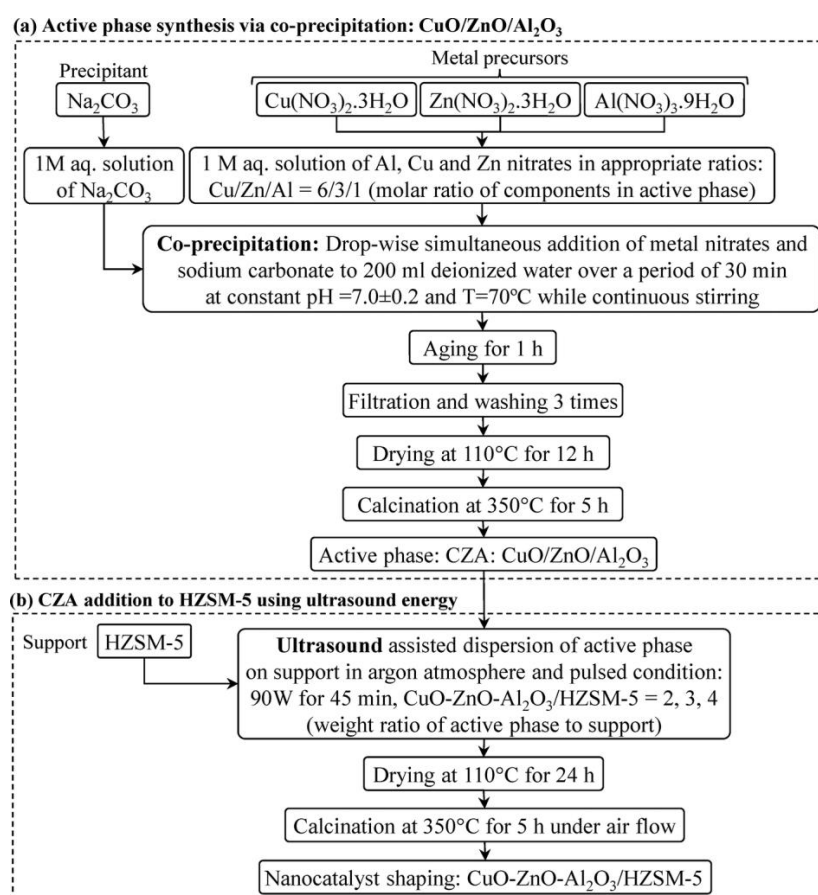 (a) Active phase synthesis via co-precipitation: CuO/ZnO/Al₂O₃
Precipitant
Metal precursors
Na₂CO₃
Cu(NO₃)₂.3H₂O
Zn(NO₃)₂.3H₂O
Al(NO₃)₃.9H₂O
1M aq. solution
of Na₂CO₃
1 M aq. solution of Al, Cu and Zn nitrates in appropriate ratios:
Cu/Zn/Al = 6/3/1 (molar ratio of components in active phase)
Co-precipitation: Drop-wise simultaneous addition of metal nitrates and
sodium carbonate to 200 ml deionized water over a period of 30 min
at constant pH =7.0±0.2 and T=70ºC while continuous stirring
Aging for 1 h
Filtration and washing 3 times
Drying at 110°C for 12 h
Calcination at 350°C for 5 h
Active phase: CZA: CuO/ZnO/Al₂O₃
(b) CZA addition to HZSM-5 using ultrasound energy
Support
HZSM-5
Ultrasound assisted dispersion of active phase
on support in argon atmosphere and pulsed condition:
90W for 45 min, CuO-ZnO-Al₂O₃/HZSM-5 = 2, 3, 4
(weight ratio of active phase to support)
Drying at 110°C for 24 h
Calcination at 350°C for 5 h under air flow
Nanocatalyst shaping: CuO-ZnO-Al₂O₃/HZSM-5